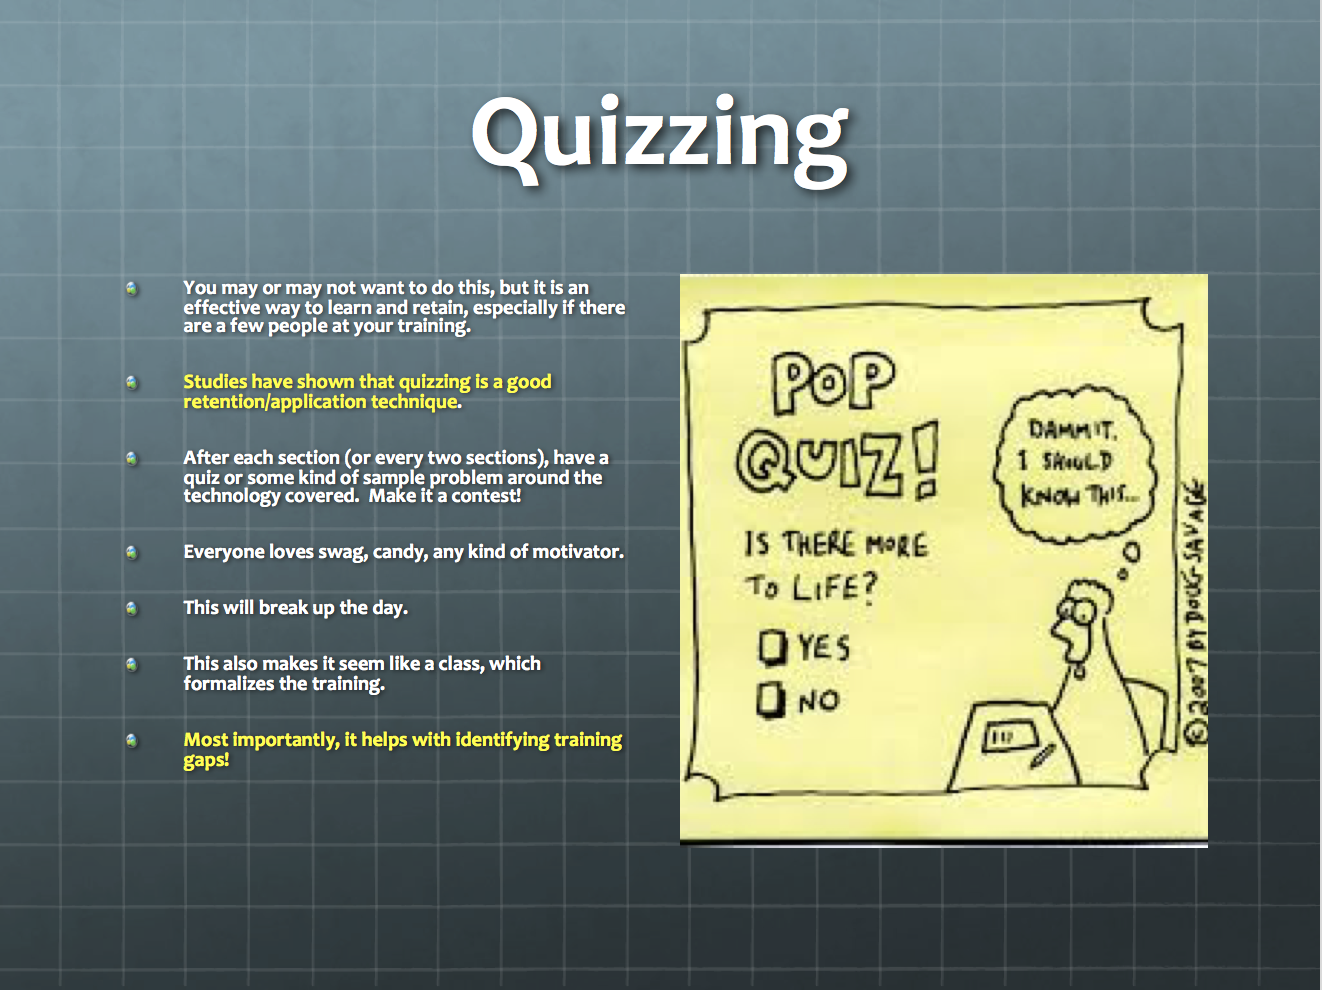 Quizzing
You may or may not want to do this, but it is an
effective way to learn and retain, especially if there
are a few people at your training.
Studies have shown that quizzing is a good
retention/application technique.
After each section (or every two sections), have a
quiz or some kind of sample problem around the
technology covered.  Make it a contest!
Everyone loves swag, candy, any kind of motivator.
This will break up the day.
This also makes it seem like a class, which
formalizes the training.
Most importantly, it helps with identifying training
gaps!
POP
QUIZ!
IS THERE MORE
TO LIFE?
YES
NO
DAMMIT.
I SHOULD
KNOW THIS...
©2007 BY DOUG SAVAGE